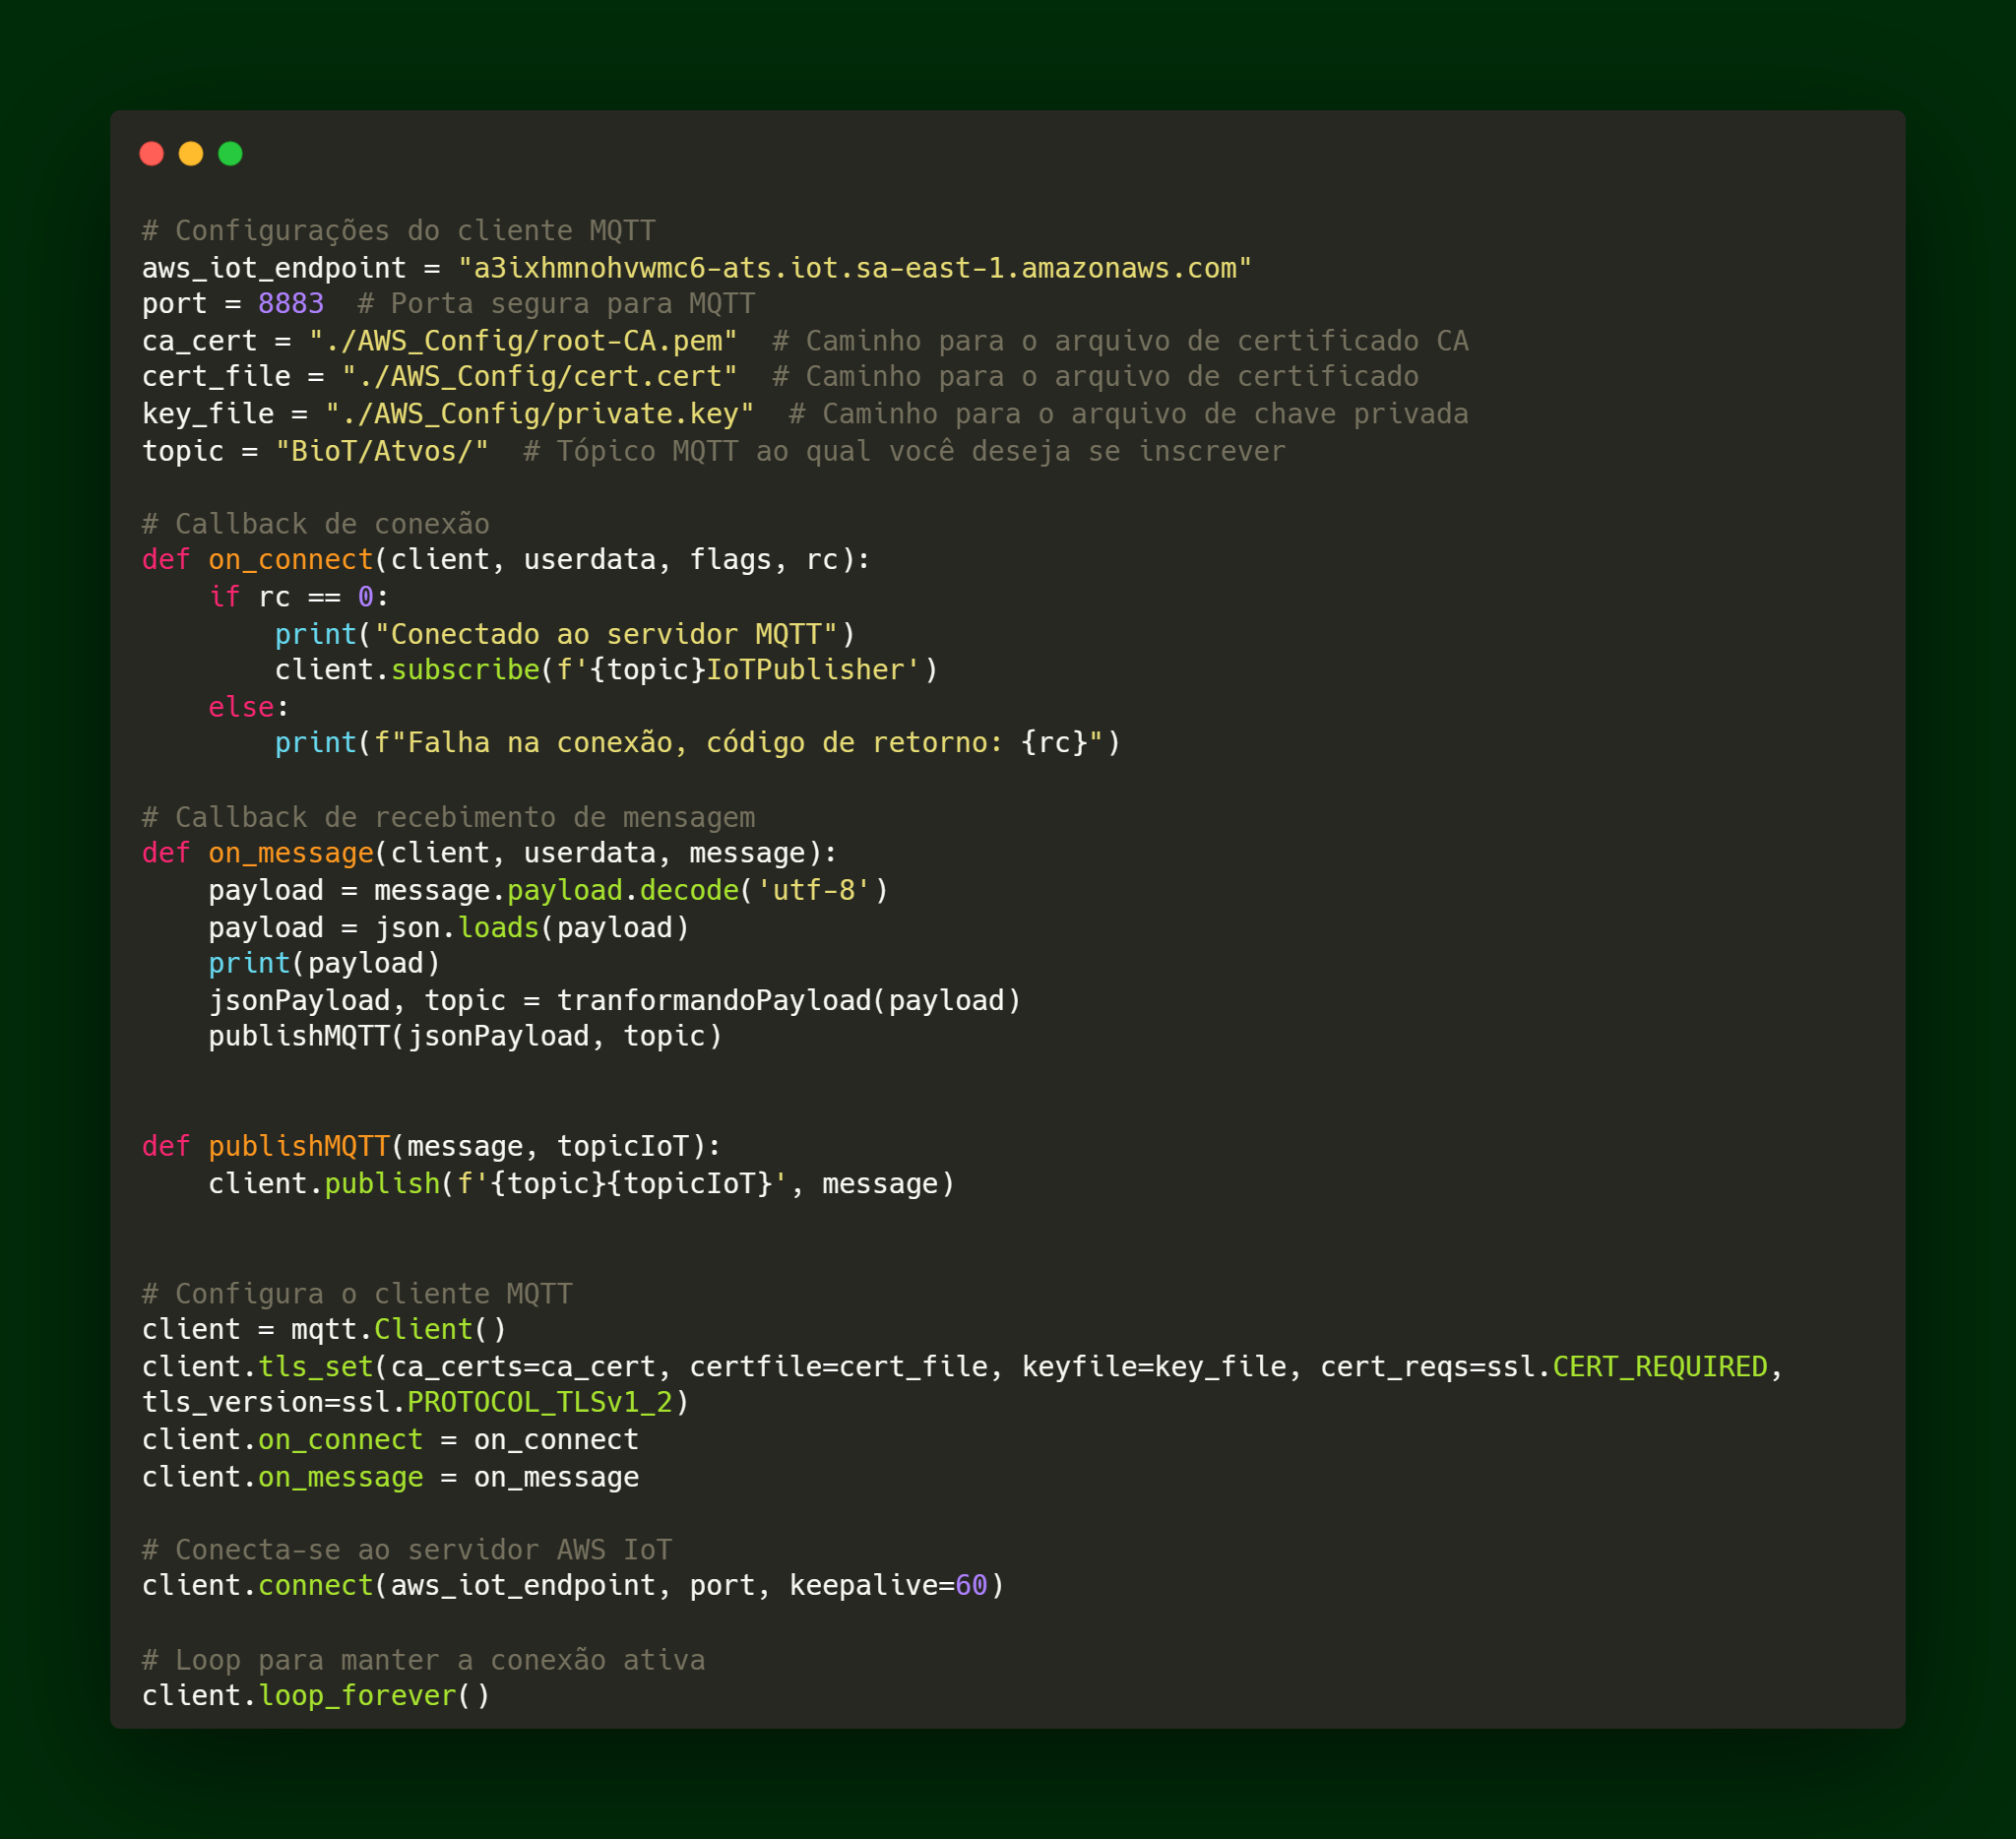 # Configurações do cliente MQTT
aws_iot_endpoint = "a3ixhmnohvwmc6-ats.iot.sa-east-1.amazonaws.com"
port = 8883  # Porta segura para MQTT
ca_cert = "./AWS_Config/root-CA.pem"  # Caminho para o arquivo de certificado CA
cert_file = "./AWS_Config/cert.cert"  # Caminho para o arquivo de certificado
key_file = "./AWS_Config/private.key"  # Caminho para o arquivo de chave privada
topic = "BioT/Atvos/"  # Tópico MQTT ao qual você deseja se inscrever

# Callback de conexão
def on_connect(client, userdata, flags, rc):
    if rc == 0:
        print("Conectado ao servidor MQTT")
        client.subscribe(f'{topic}IoTPublisher')
    else:
        print(f"Falha na conexão, código de retorno: {rc}")

# Callback de recebimento de mensagem
def on_message(client, userdata, message):
    payload = message.payload.decode('utf-8')
    payload = json.loads(payload)
    print(payload)
    jsonPayload, topic = tranformandoPayload(payload)
    publishMQTT(jsonPayload, topic)


def publishMQTT(message, topicIoT):
    client.publish(f'{topic}{topicIoT}', message)


# Configura o cliente MQTT
client = mqtt.Client()
client.tls_set(ca_certs=ca_cert, certfile=cert_file, keyfile=key_file, cert_reqs=ssl.CERT_REQUIRED,
tls_version=ssl.PROTOCOL_TLSv1_2)
client.on_connect = on_connect
client.on_message = on_message

# Conecta-se ao servidor AWS IoT
client.connect(aws_iot_endpoint, port, keepalive=60)

# Loop para manter a conexão ativa
client.loop_forever()